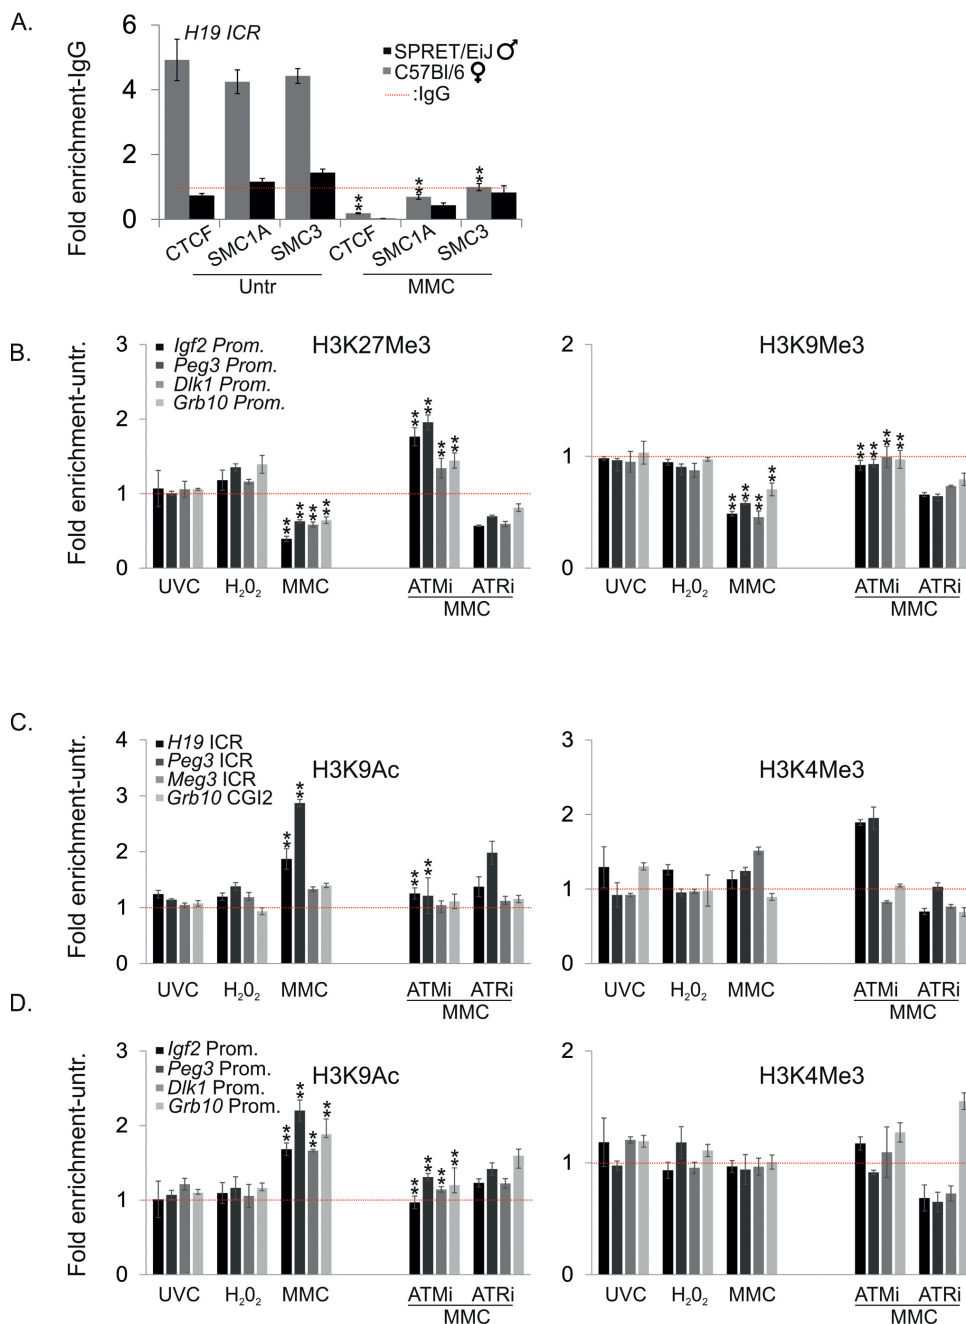 A.
H19 ICR
SPRET/EiJ ♂
C57Bl/6 ♀
:IgG
Fold enrichment-IgG
6
4
2
0
** ** **
CTCF SMC1A SMC3 CTCF SMC1A SMC3
Untr MMC
B.
H3K27Me3
Igf2 Prom.
Peg3 Prom.
Dlk1 Prom.
Grb10 Prom.
Fold enrichment-untr.
3
2
1
0
** ** ** ** ** ** ** **
UVC H₂0₂ MMC ATMi ATRi
MMC
H3K9Me3
2
1
0
** ** ** ** ** ** ** **
UVC H₂0₂ MMC ATMi ATRi
MMC
C.
H3K9Ac
H19 ICR
Peg3 ICR
Meg3 ICR
Grb10 CGI2
Fold enrichment-untr.
4
3
2
1
0
** ** ** **
UVC H₂0₂ MMC ATMi ATRi
MMC
H3K4Me3
3
2
1
0
UVC H₂0₂ MMC ATMi ATRi
MMC
D.
H3K9Ac
Igf2 Prom.
Peg3 Prom.
Dlk1 Prom.
Grb10 Prom.
Fold enrichment-untr.
3
2
1
0
** ** ** ** ** ** ** **
UVC H₂0₂ MMC ATMi ATRi
MMC
H3K4Me3
2
1
0
UVC H₂0₂ MMC ATMi ATRi
MMC